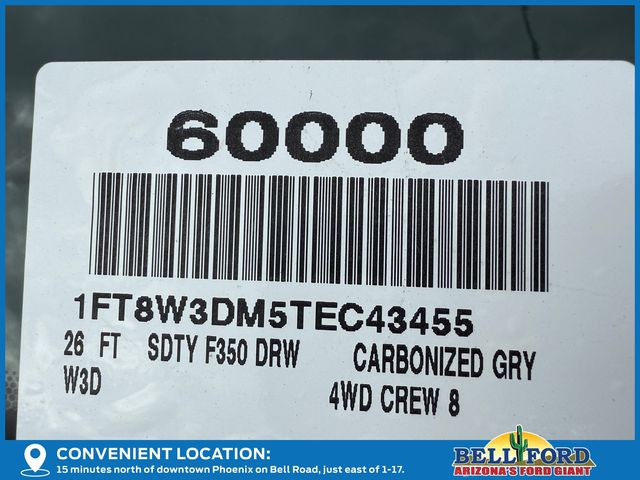 60000
1FT8W3DM5TEC43455
26 FT SDTY F350 DRW CARBONIZED GRY
W3D 4WD CREW 8
CONVENIENT LOCATION:
15 minutes north of downtown Phoenix on Bell Road, just east of 1-17.
BELL FORD
ARIZONA'S FORD GIANT